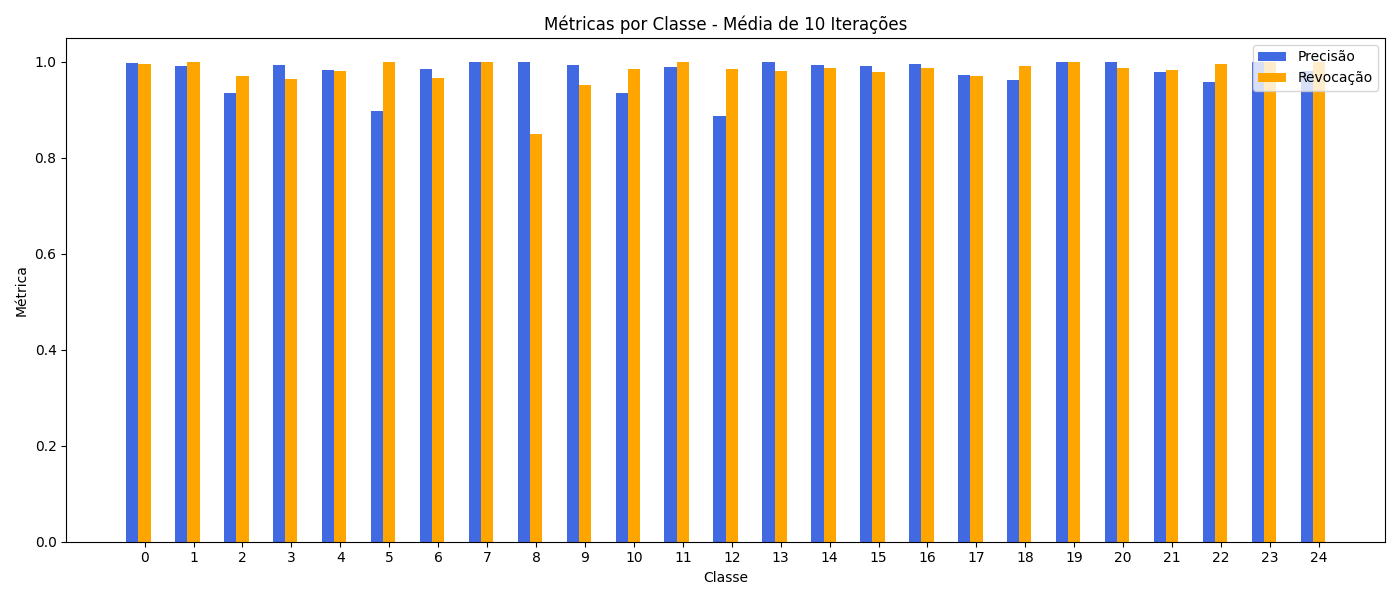 Métricas por Classe - Média de 10 Iterações
Precisão
Revocação
Métrica
1.0
0.8
0.6
0.4
0.2
0.0
0 1 2 3 4 5 6 7 8 9 10 11 12 13 14 15 16 17 18 19 20 21 22 23 24
Classe